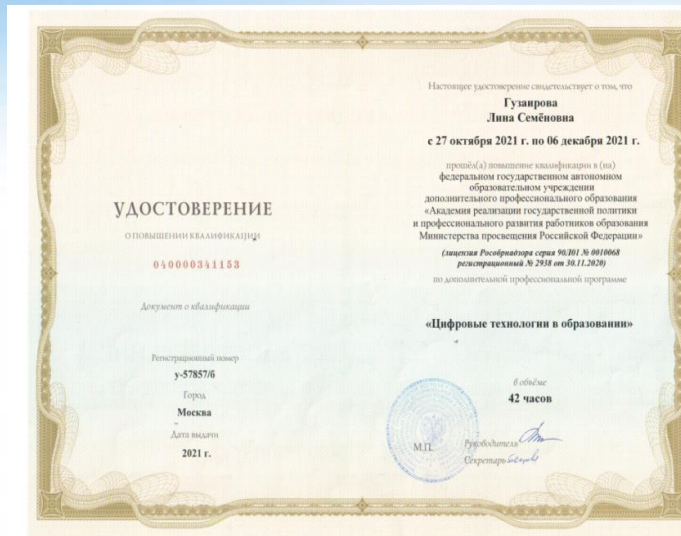 УДОСТОВЕРЕНИЕ
О ПОВЫШЕНИИ КВАЛИФИКАЦИИ
040000341153
Документ о квалификации
Регистрационный номер
у-57857/б
Город
Москва
Дата выдачи
2021 г.
Настоящее удостоверение свидетельствует о том, что
Гузаирова
Лина Семёновна
с 27 октября 2021 г. по 06 декабря 2021 г.
прошёл(а) повышение квалификации в (на)
федеральном государственном автономном
образовательном учреждении
дополнительного профессионального образования
«Академия реализации государственной политики
и профессионального развития работников образования
Министерства просвещения Российской Федерации»
(лицензия Рособрнадзора серия 90Л01 № 0010068
регистрационный № 2938 от 30.11.2020)
по дополнительной профессиональной программе
«Цифровые технологии в образовании»
в объёме
42 часов
М.П.
Руководитель
Секретарь